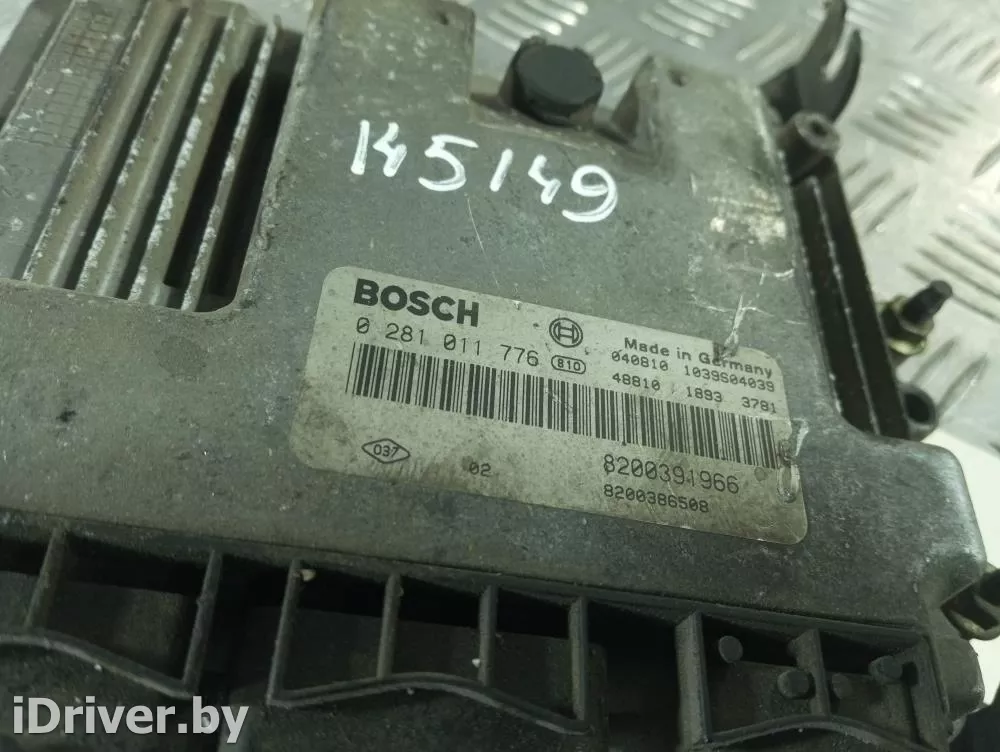 145149
BOSCH
Made in Germany
0 281 011 776 810
040810 1039S04039
48810 1893 3781
037
02
8200391966
8200386508
iDriver.by